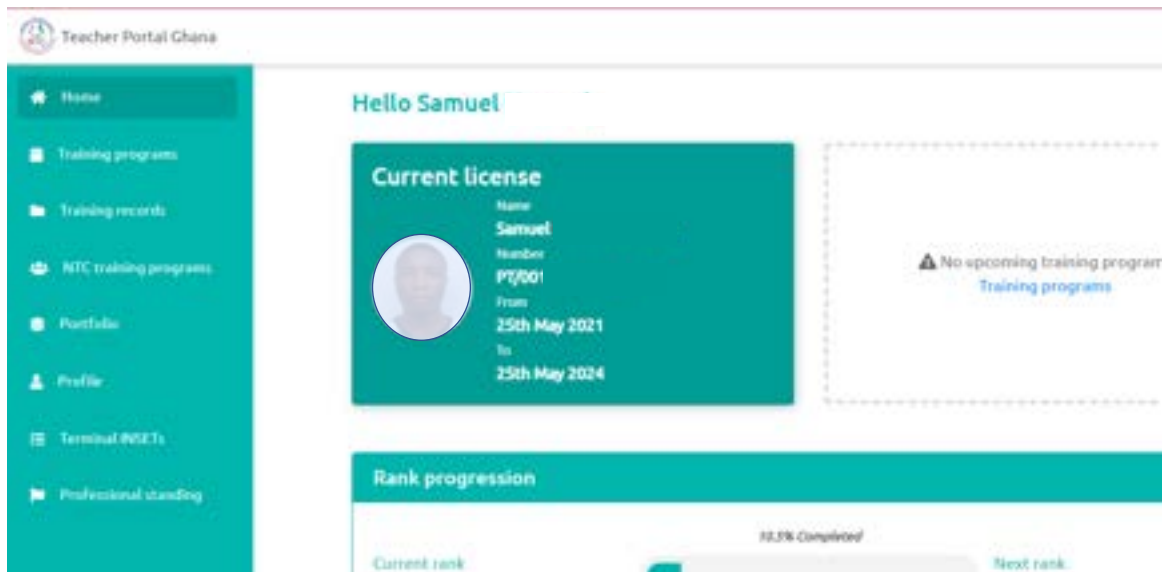 Teacher Portal Ghana
Home
Training programs
Training records
NTC training programs
Portfolio
Profile
Terminal INSETs
Professional standing
Hello Samuel
Current license
Name
Samuel
Number
PT/001
From
25th May 2021
To
25th May 2024
No upcoming training program
Training programs
Rank progression
10.5% Completed
Current rank
Next rank